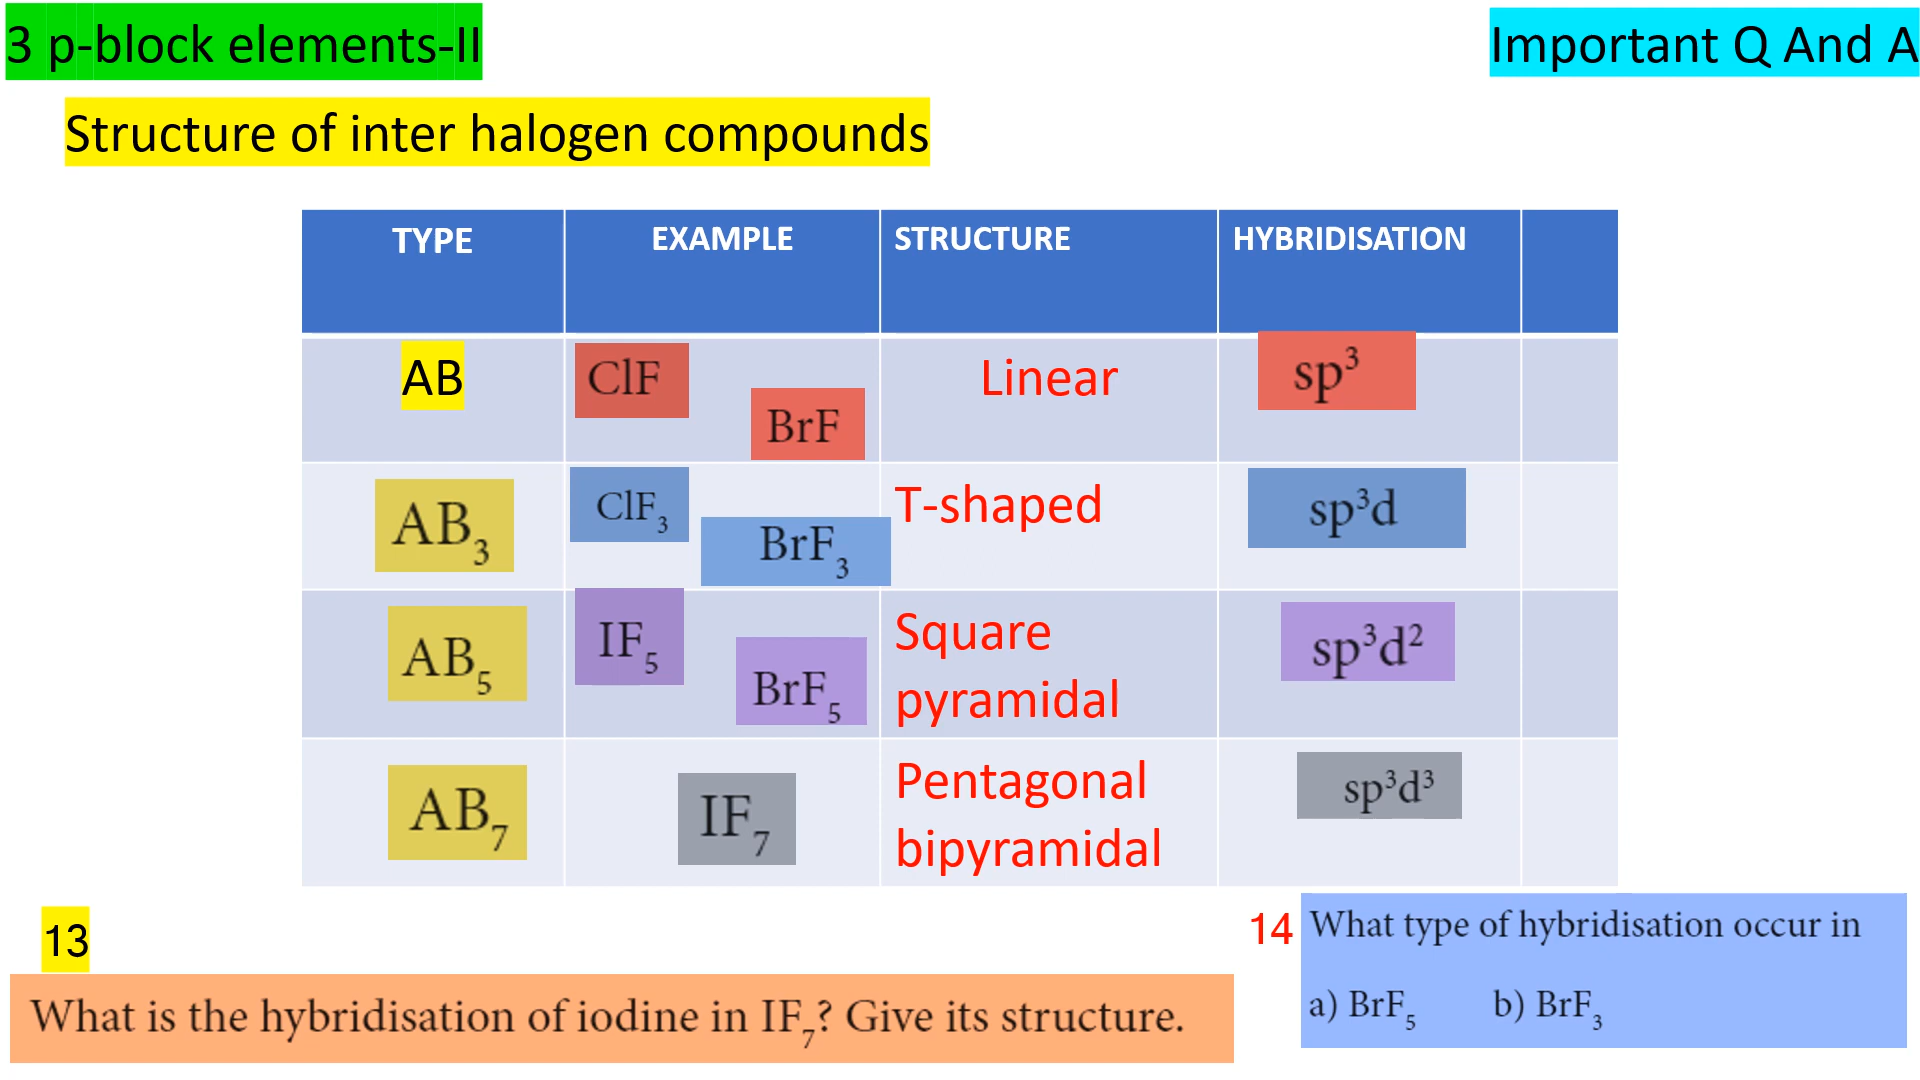 3 p-block elements-II
Important Q And A
Structure of inter halogen compounds
TYPE EXAMPLE STRUCTURE HYBRIDISATION
AB ClF BrF Linear sp³
AB₃ ClF₃ BrF₃ T-shaped sp³d
AB₅ IF₅ BrF₅ Square pyramidal sp³d²
AB₇ IF₇ Pentagonal bipyramidal sp³d³
13
What is the hybridisation of iodine in IF₇? Give its structure.
14 What type of hybridisation occur in
a) BrF₅ b) BrF₃